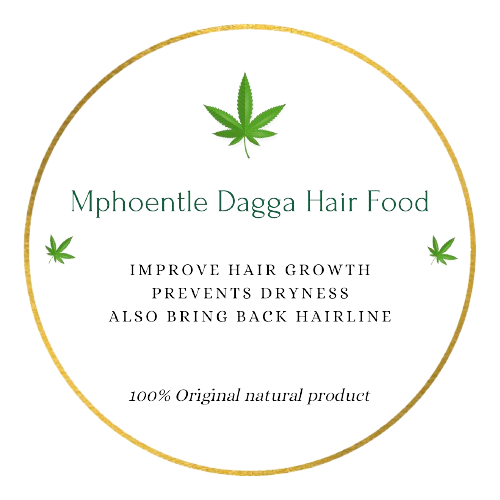 Mphoentle Dagga Hair Food
IMPROVE HAIR GROWTH
PREVENTS DRYNESS
ALSO BRING BACK HAIRLINE
100% Original natural product